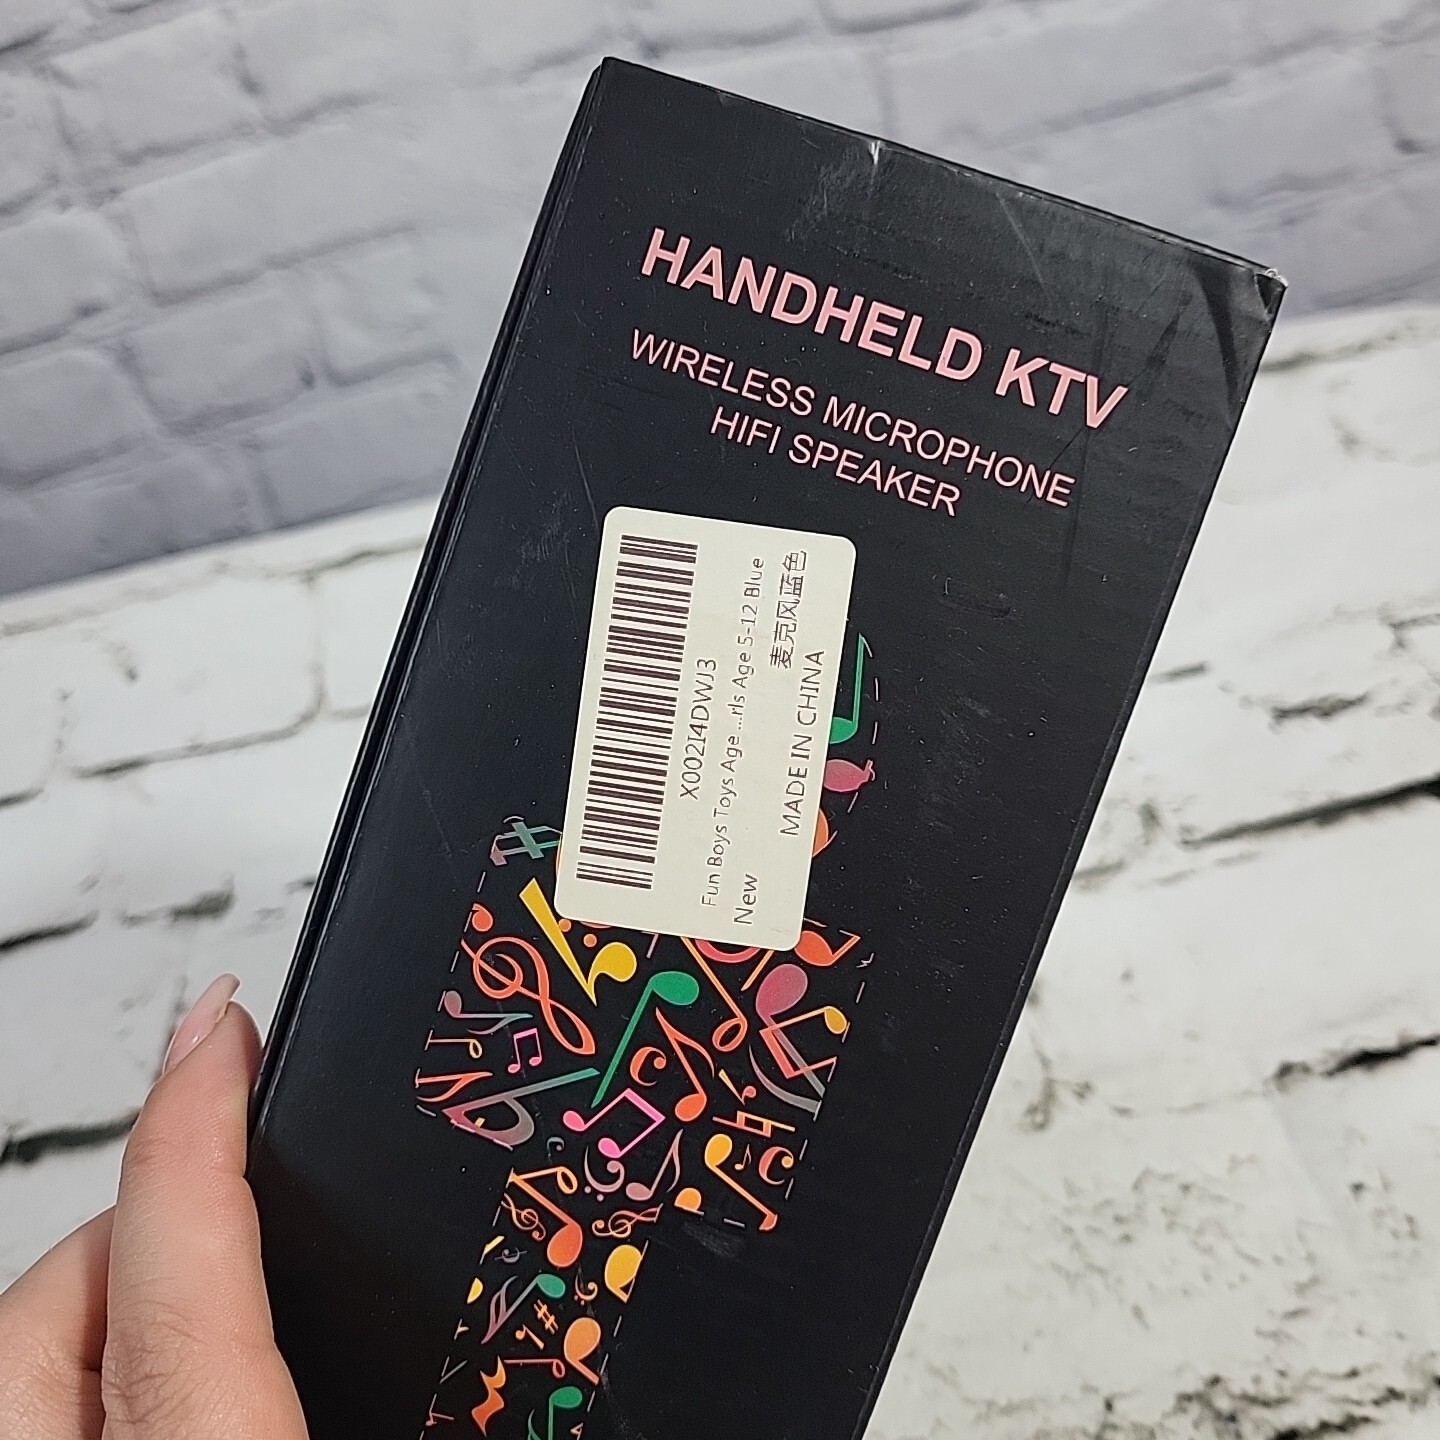 HANDHELD KTV
WIRELESS MICROPHONE
HIFI SPEAKER
X002I4DWJ3
Fun Boys Toys Age ...rls Age 5-12 Blue
New
麦克风蓝色
MADE IN CHINA